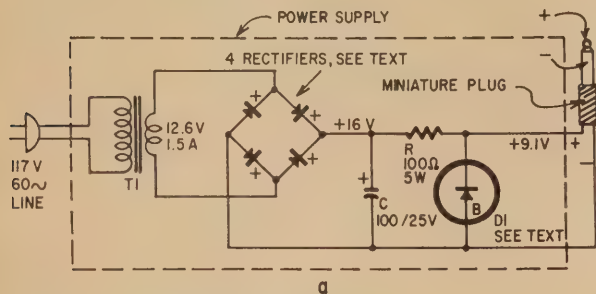 POWER SUPPLY
4 RECTIFIERS, SEE TEXT
+
−
MINIATURE PLUG
117 V
60~
LINE
T1
12.6V
1.5 A
+
+
+
+
+16 V
R
100Ω
5W
+9.1V
+
−
+
C
100/25V
B
D1
SEE TEXT
a